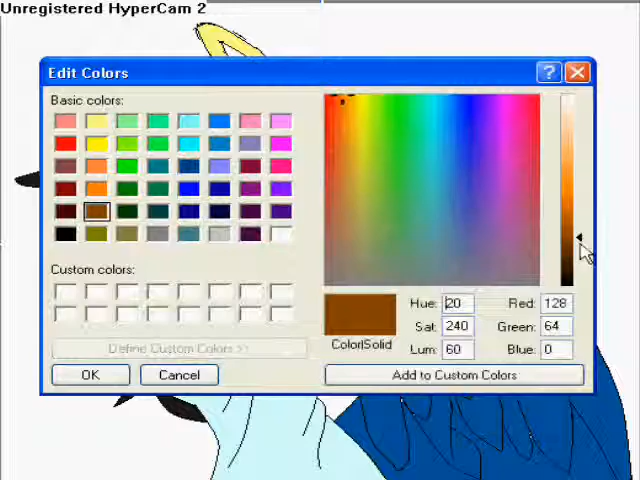 Unregistered HyperCam 2
Edit Colors
Basic colors:
Custom colors:
Define Custom Colors >>
OK Cancel
Color|Solid
Hue: 20 Red: 128
Sat: 240 Green: 64
Lum: 60 Blue: 0
Add to Custom Colors